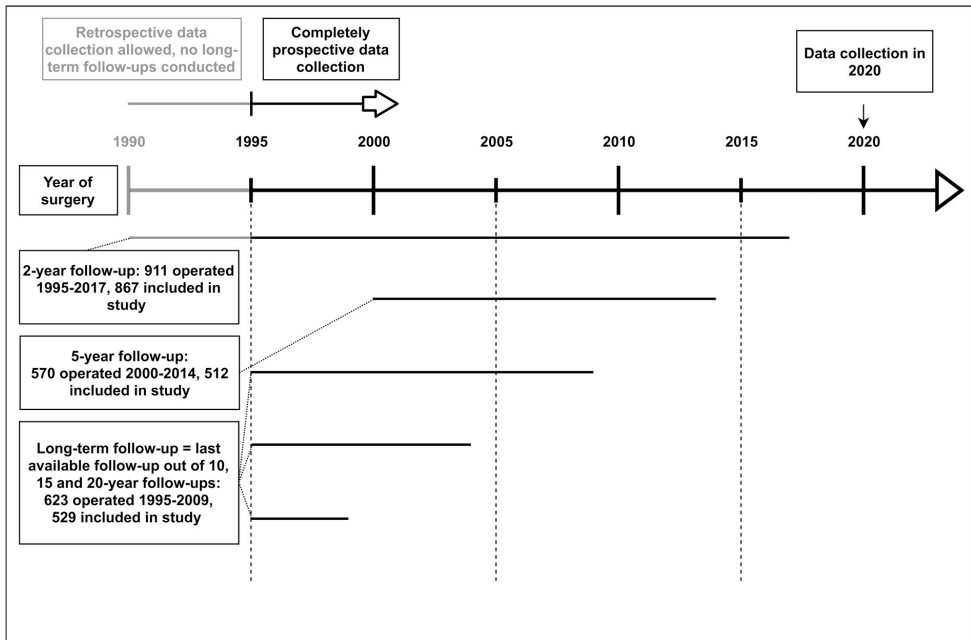 Retrospective data
collection allowed, no long-
term follow-ups conducted
Completely
prospective data
collection
Data collection in
2020
1990
1995
2000
2005
2010
2015
2020
Year of
surgery
2-year follow-up: 911 operated
1995-2017, 867 included in
study
5-year follow-up:
570 operated 2000-2014, 512
included in study
Long-term follow-up = last
available follow-up out of 10,
15 and 20-year follow-ups:
623 operated 1995-2009,
529 included in study